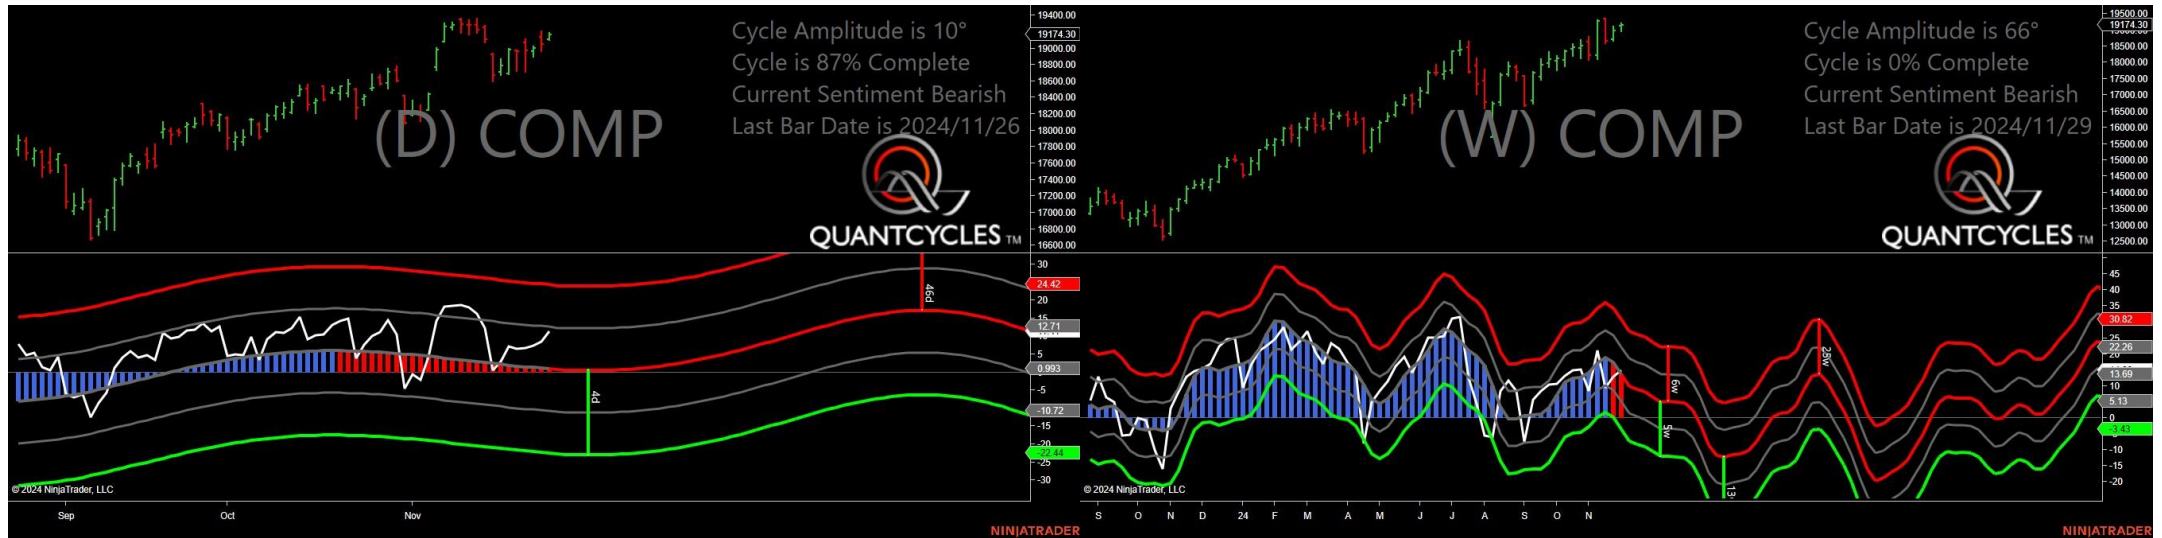 Cycle Amplitude is 10°
Cycle is 87% Complete
Current Sentiment Bearish
Last Bar Date is 2024/11/26
(D) COMP
QUANTCYCLES TM
19400.00
19174.30
19000.00
18800.00
18600.00
18400.00
18200.00
18000.00
17800.00
17600.00
17400.00
17200.00
17000.00
16800.00
16600.00
30
24.42
20
15
12.71
5
0.993
-5
-10.72
-15
-20
-22.44
-25
-30
46d
4d
© 2024 NinjaTrader, LLC
Sep
Oct
Nov
NINJATRADER
Cycle Amplitude is 66°
Cycle is 0% Complete
Current Sentiment Bearish
Last Bar Date is 2024/11/29
(W) COMP
QUANTCYCLES TM
19500.00
19174.30
18500.00
18000.00
17500.00
17000.00
16500.00
16000.00
15500.00
15000.00
14500.00
14000.00
13500.00
13000.00
12500.00
45
40
35
30.82
22.26
20
13.69
10
5.13
0
-3.43
-10
-15
-20
6w
5w
28w
13
© 2024 NinjaTrader, LLC
S
O
N
D
24
F
M
A
M
J
J
A
S
O
N
NINJATRADER